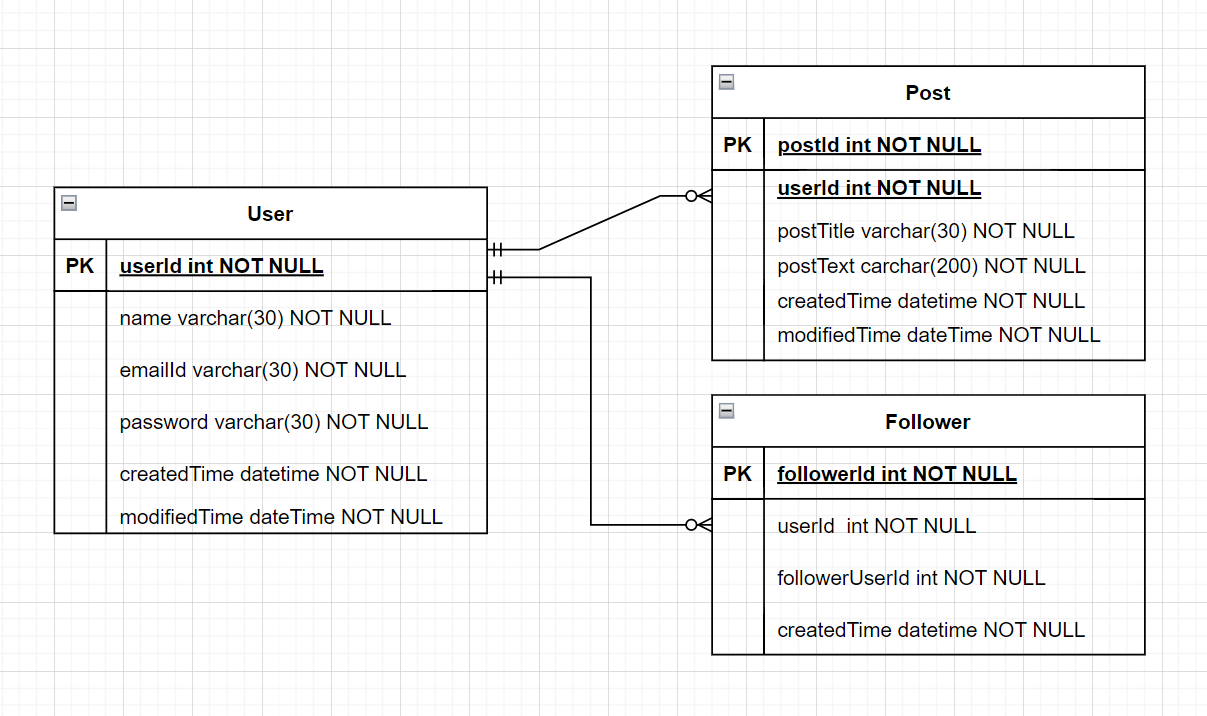 User
PK userId int NOT NULL
name varchar(30) NOT NULL
emailId varchar(30) NOT NULL
password varchar(30) NOT NULL
createdTime datetime NOT NULL
modifiedTime dateTime NOT NULL
Post
PK postId int NOT NULL
userId int NOT NULL
postTitle varchar(30) NOT NULL
postText carchar(200) NOT NULL
createdTime datetime NOT NULL
modifiedTime dateTime NOT NULL
Follower
PK followerId int NOT NULL
userId  int NOT NULL
followerUserId int NOT NULL
createdTime datetime NOT NULL